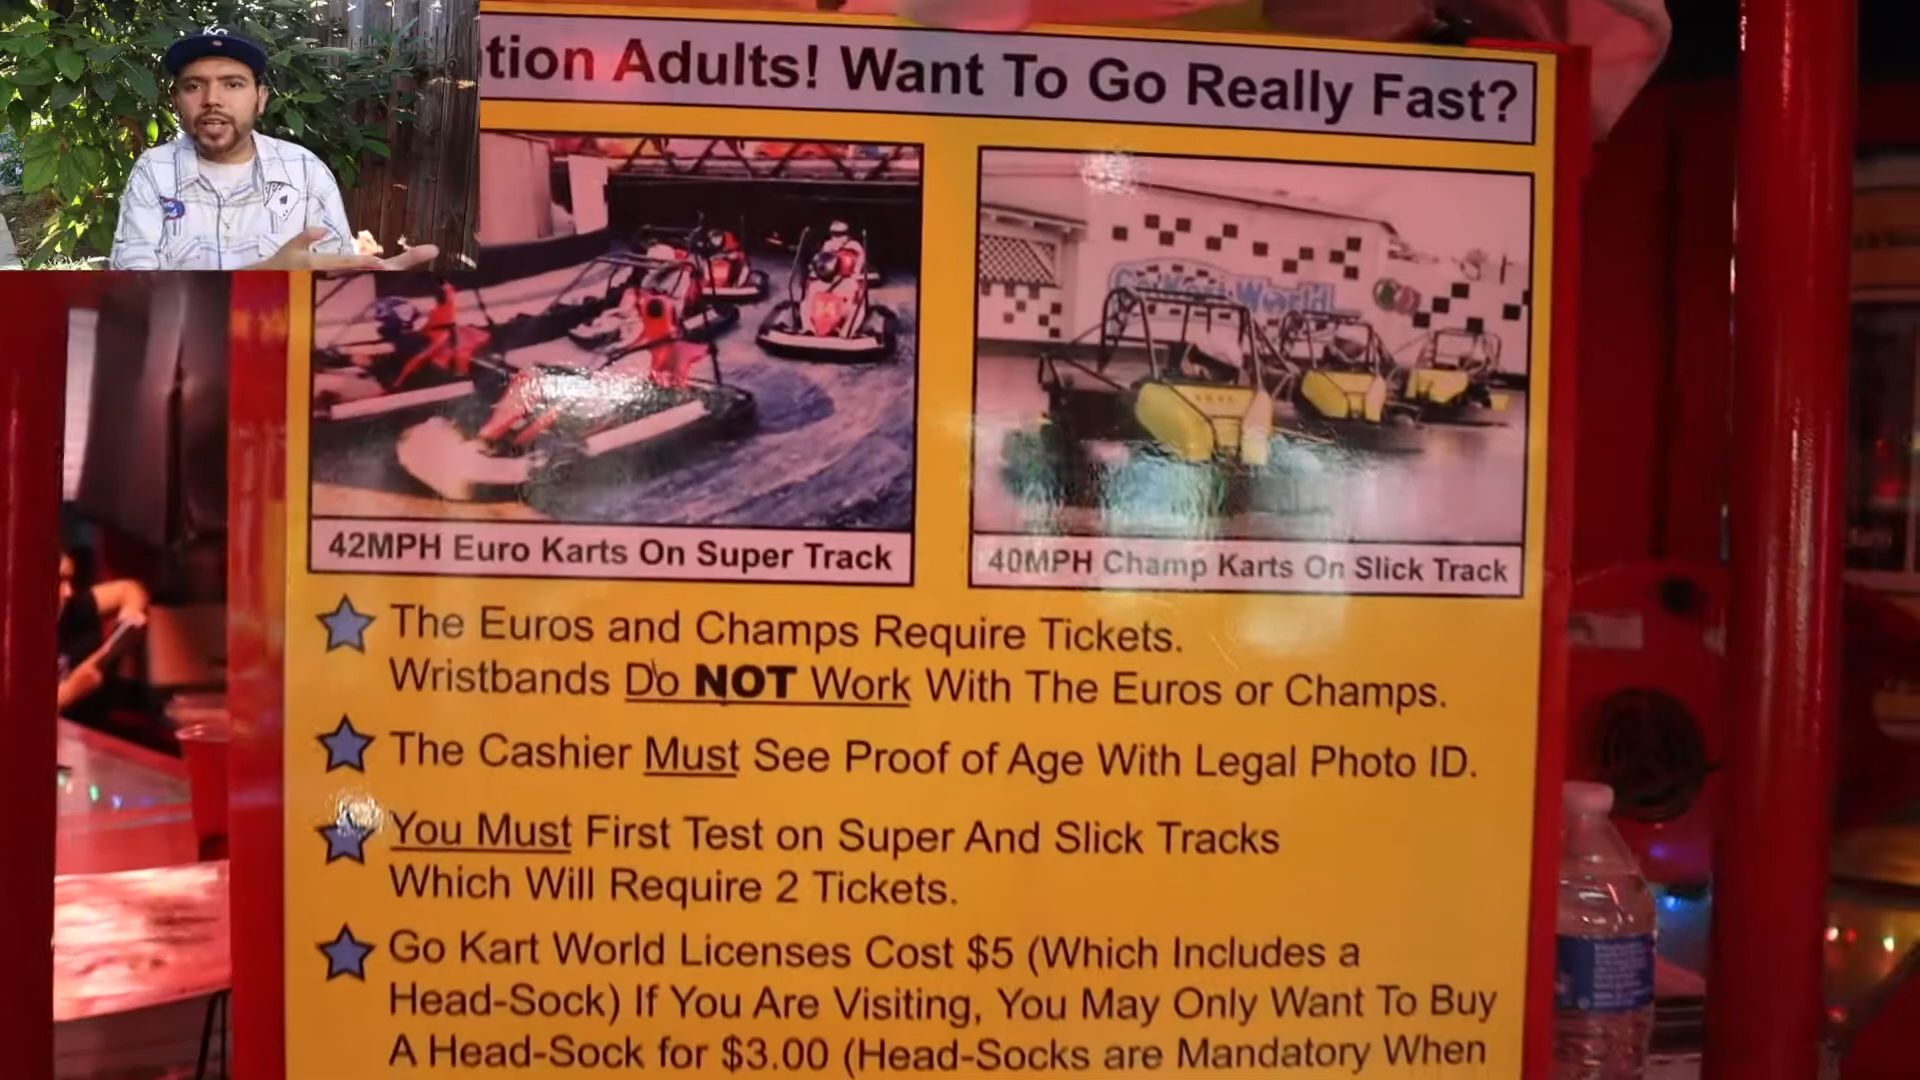 KC
tion Adults! Want To Go Really Fast?
Go Kart World
42MPH Euro Karts On Super Track
40MPH Champ Karts On Slick Track
The Euros and Champs Require Tickets.
Wristbands Do NOT Work With The Euros or Champs.
The Cashier Must See Proof of Age With Legal Photo ID.
You Must First Test on Super And Slick Tracks
Which Will Require 2 Tickets.
Go Kart World Licenses Cost $5 (Which Includes a
Head-Sock) If You Are Visiting, You May Only Want To Buy
A Head-Sock for $3.00 (Head-Socks are Mandatory When